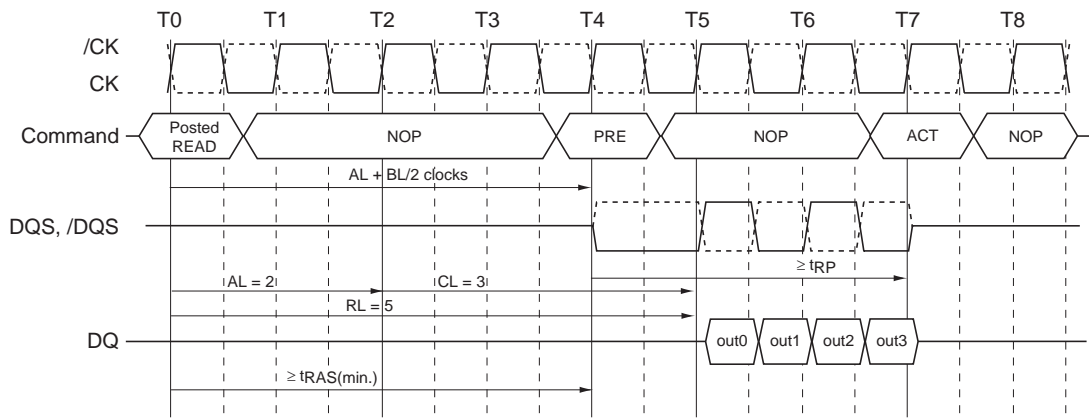 T0 T1 T2 T3 T4 T5 T6 T7 T8
/CK
CK
Command Posted READ NOP PRE NOP ACT NOP
AL + BL/2 clocks
DQS, /DQS
≥ tRP
AL = 2 CL = 3
RL = 5
DQ out0 out1 out2 out3
≥ tRAS(min.)